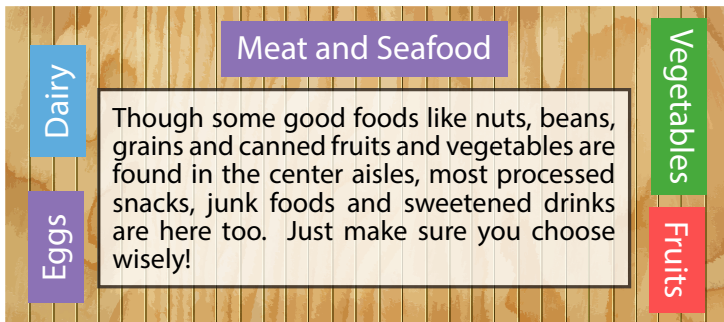 Meat and Seafood
Dairy
Eggs
Though some good foods like nuts, beans,
grains and canned fruits and vegetables are
found in the center aisles, most processed
snacks, junk foods and sweetened drinks
are here too.  Just make sure you choose
wisely!
Vegetables
Fruits